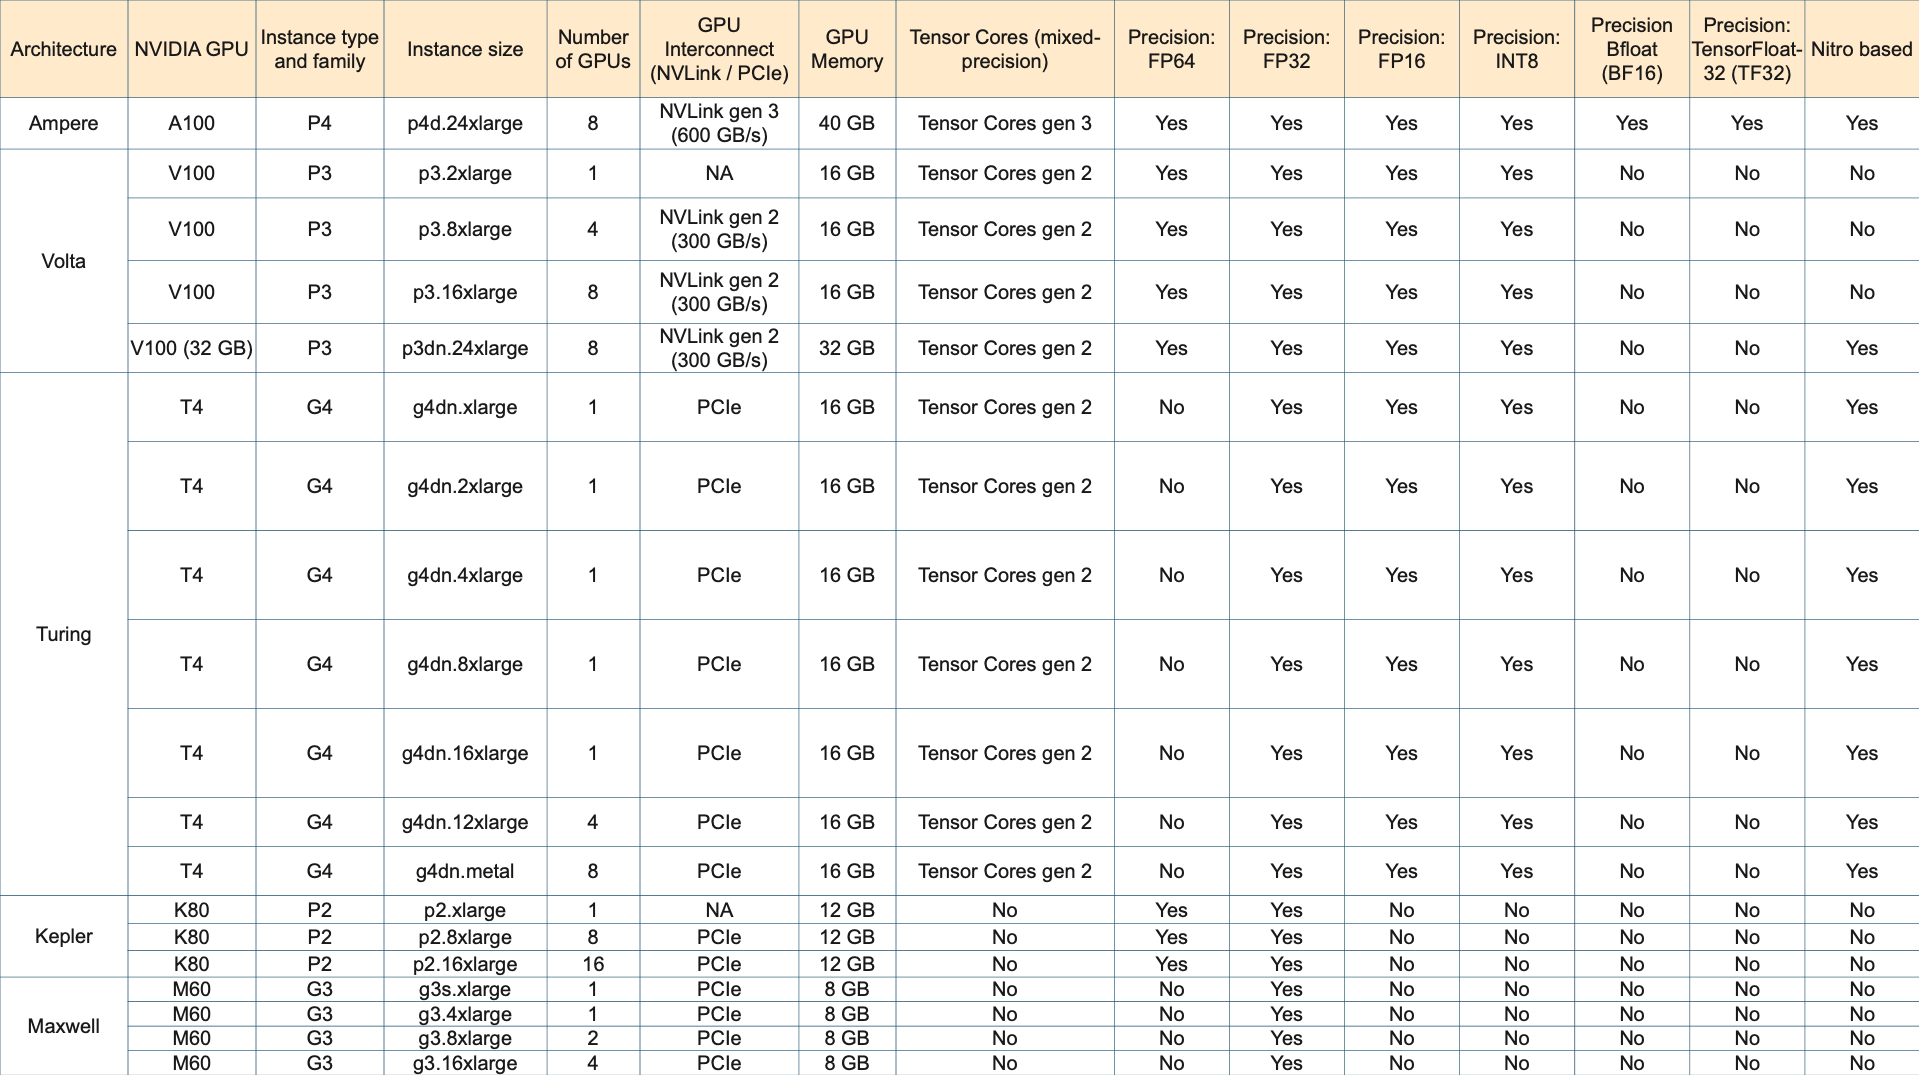 Architecture NVIDIA GPU Instance type and family Instance size Number of GPUs GPU Interconnect (NVLink / PCIe) GPU Memory Tensor Cores (mixed-precision) Precision: FP64 Precision: FP32 Precision: FP16 Precision: INT8 Precision Bfloat (BF16) Precision: TensorFloat-32 (TF32) Nitro based
Ampere A100 P4 p4d.24xlarge 8 NVLink gen 3 (600 GB/s) 40 GB Tensor Cores gen 3 Yes Yes Yes Yes Yes Yes Yes
Volta V100 P3 p3.2xlarge 1 NA 16 GB Tensor Cores gen 2 Yes Yes Yes Yes No No No
V100 P3 p3.8xlarge 4 NVLink gen 2 (300 GB/s) 16 GB Tensor Cores gen 2 Yes Yes Yes Yes No No No
V100 P3 p3.16xlarge 8 NVLink gen 2 (300 GB/s) 16 GB Tensor Cores gen 2 Yes Yes Yes Yes No No No
V100 (32 GB) P3 p3dn.24xlarge 8 NVLink gen 2 (300 GB/s) 32 GB Tensor Cores gen 2 Yes Yes Yes Yes No No Yes
Turing T4 G4 g4dn.xlarge 1 PCIe 16 GB Tensor Cores gen 2 No Yes Yes Yes No No Yes
T4 G4 g4dn.2xlarge 1 PCIe 16 GB Tensor Cores gen 2 No Yes Yes Yes No No Yes
T4 G4 g4dn.4xlarge 1 PCIe 16 GB Tensor Cores gen 2 No Yes Yes Yes No No Yes
T4 G4 g4dn.8xlarge 1 PCIe 16 GB Tensor Cores gen 2 No Yes Yes Yes No No Yes
T4 G4 g4dn.16xlarge 1 PCIe 16 GB Tensor Cores gen 2 No Yes Yes Yes No No Yes
T4 G4 g4dn.12xlarge 4 PCIe 16 GB Tensor Cores gen 2 No Yes Yes Yes No No Yes
T4 G4 g4dn.metal 8 PCIe 16 GB Tensor Cores gen 2 No Yes Yes Yes No No Yes
Kepler K80 P2 p2.xlarge 1 NA 12 GB No Yes Yes No No No No No
K80 P2 p2.8xlarge 8 PCIe 12 GB No Yes Yes No No No No No
K80 P2 p2.16xlarge 16 PCIe 12 GB No Yes Yes No No No No No
Maxwell M60 G3 g3s.xlarge 1 PCIe 8 GB No No Yes No No No No No
M60 G3 g3.4xlarge 1 PCIe 8 GB No No Yes No No No No No
M60 G3 g3.8xlarge 2 PCIe 8 GB No No Yes No No No No No
M60 G3 g3.16xlarge 4 PCIe 8 GB No No Yes No No No No No